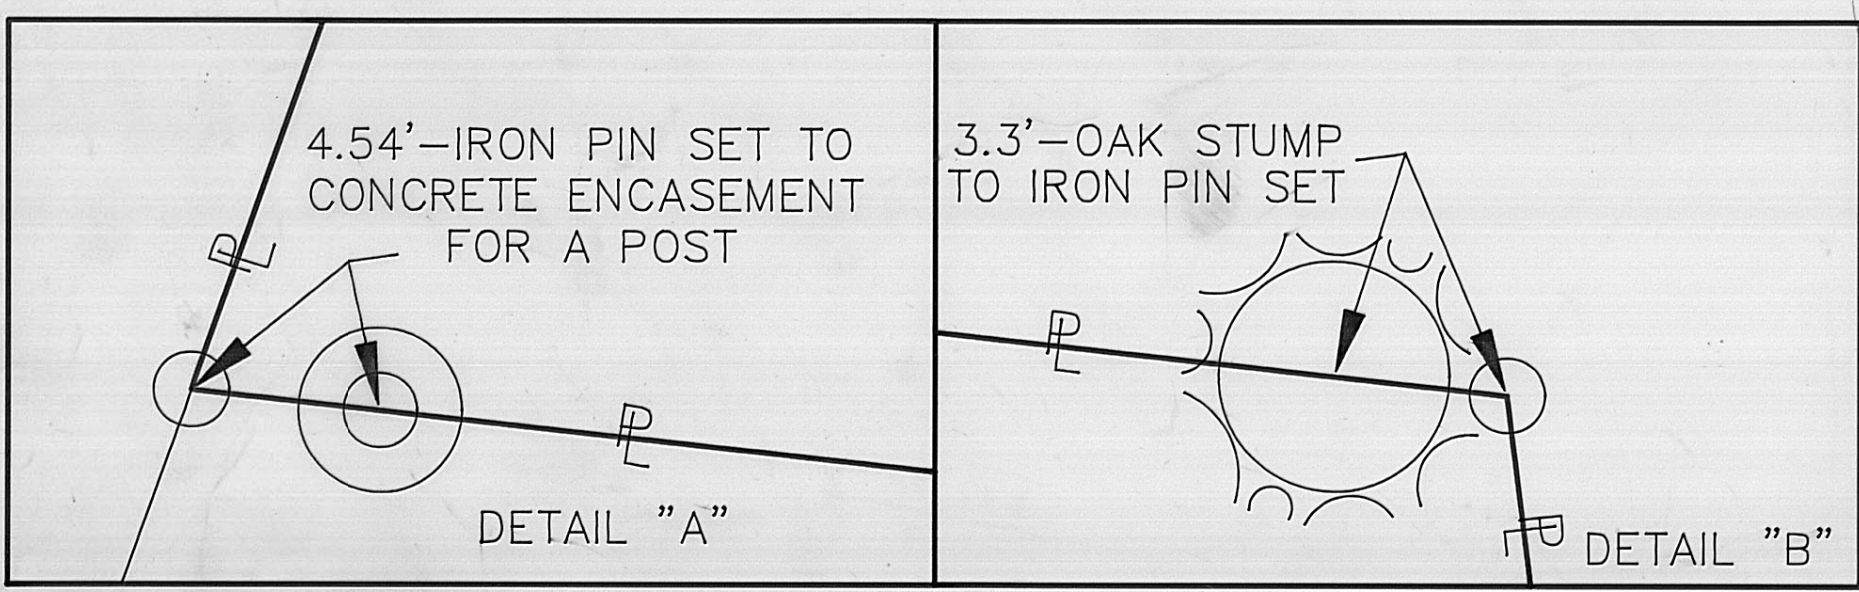 4.54'-IRON PIN SET TO
CONCRETE ENCASEMENT
FOR A POST
PL
PL
DETAIL "A"
3.3'-OAK STUMP
TO IRON PIN SET
PL
PL
DETAIL "B"